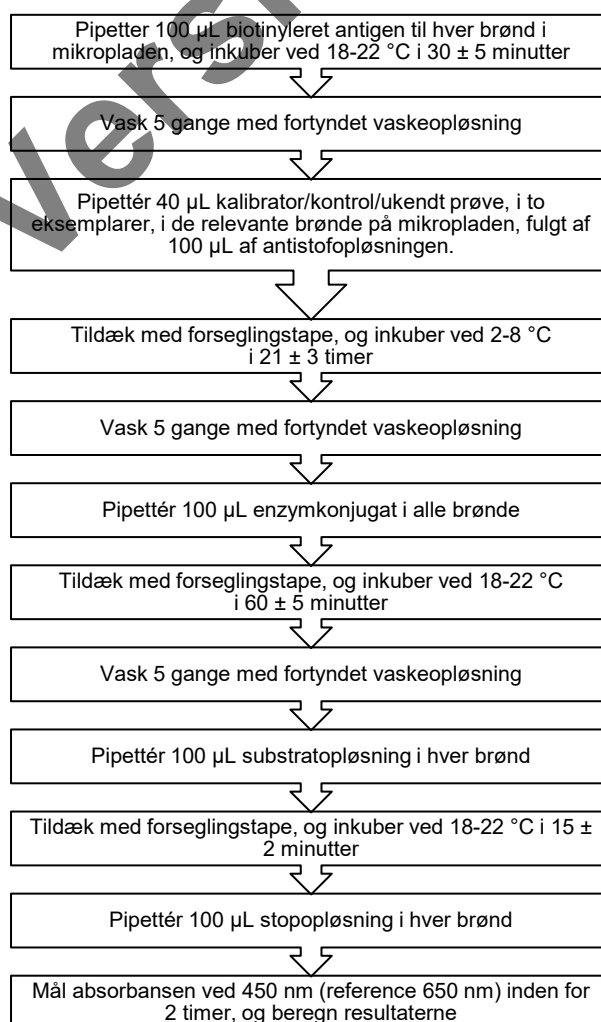 Pipetter 100 µL biotinyleret antigen til hver brønd i
mikropladen, og inkuber ved 18-22 °C i 30 ± 5 minutter
Vask 5 gange med fortyndet vaskeopløsning
Pipettér 40 µL kalibrator/kontrol/ukendt prøve, i to
eksemplarer, i de relevante brønde på mikropladen, fulgt af
100 µL af antistofopløsningen.
Tildæk med forseglingstape, og inkuber ved 2-8 °C
i 21 ± 3 timer
Vask 5 gange med fortyndet vaskeopløsning
Pipettér 100 µL enzymkonjugat i alle brønde
Tildæk med forseglingstape, og inkuber ved 18-22 °C
i 60 ± 5 minutter
Vask 5 gange med fortyndet vaskeopløsning
Pipettér 100 µL substratopløsning i hver brønd
Tildæk med forseglingstape, og inkuber ved 18-22 °C i 15 ±
2 minutter
Pipettér 100 µL stopopløsning i hver brønd
Mål absorbansen ved 450 nm (reference 650 nm) inden for
2 timer, og beregn resultaterne
Versi